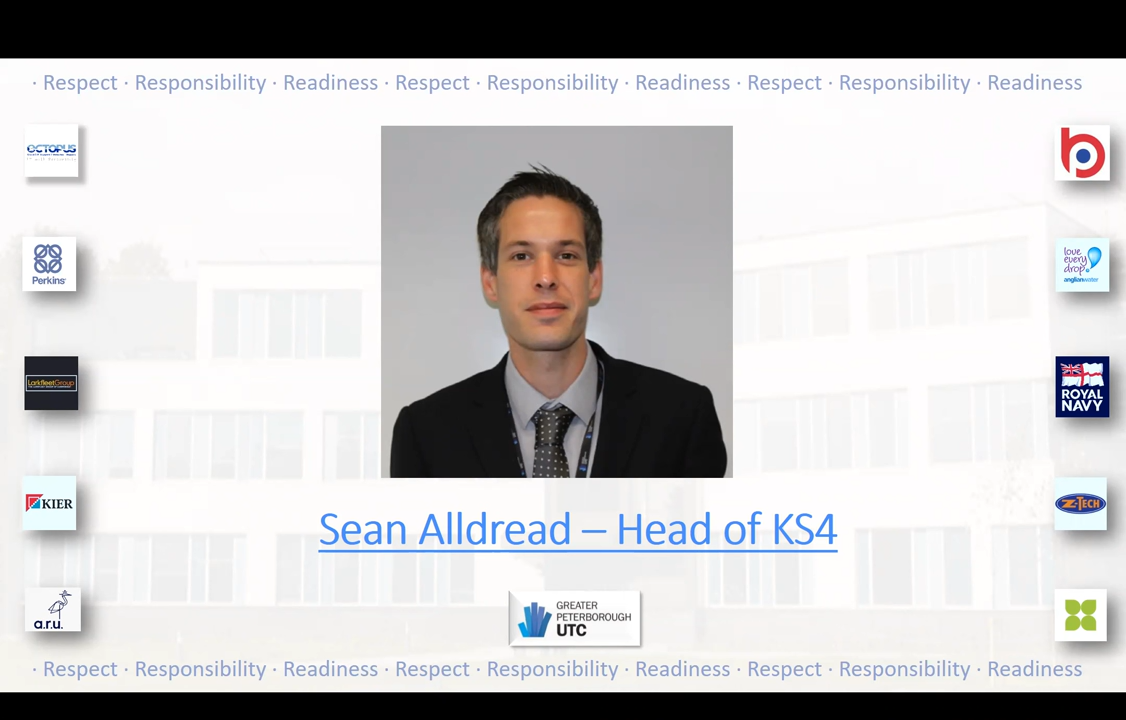 · Respect · Responsibility · Readiness · Respect · Responsibility · Readiness · Respect · Responsibility · Readiness
OCTOPUS
Perkins
love
every
drop.
anglianwater
LarkfleetGroup
ROYAL
NAVY
KIER
Z-TECH
Sean Alldread – Head of KS4
a.r.u.
GREATER
PETERBOROUGH
UTC
· Respect · Responsibility · Readiness · Respect · Responsibility · Readiness · Respect · Responsibility · Readiness